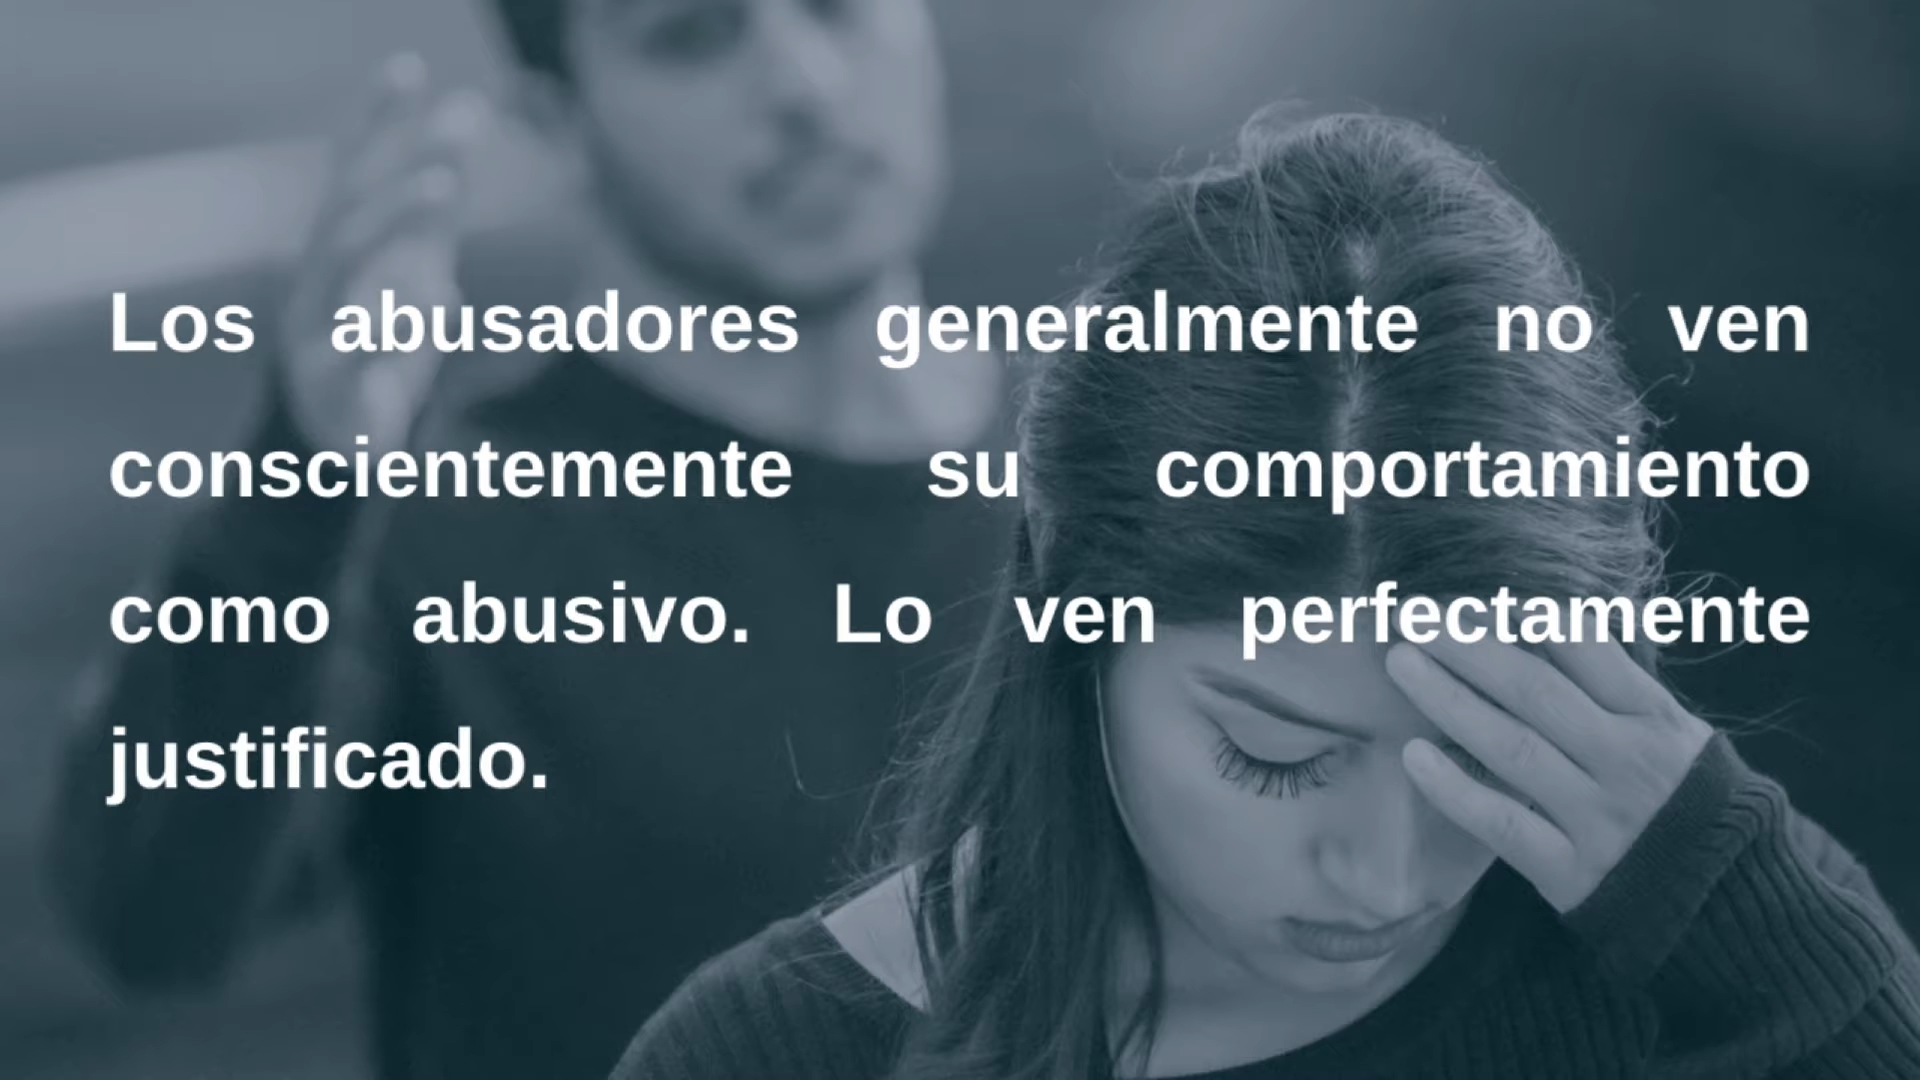 Los abusadores generalmente no ven
conscientemente su comportamiento
como abusivo. Lo ven perfectamente
justificado.